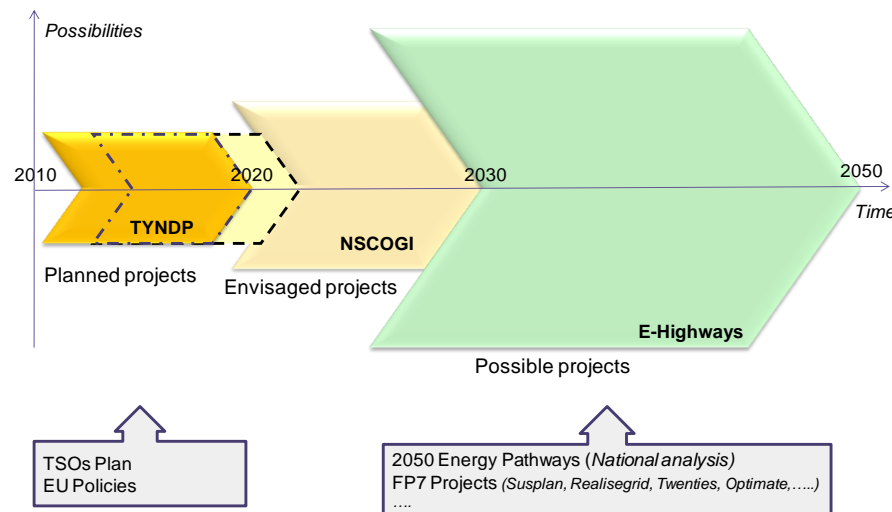 Possibilities
2010
2020
2030
2050
Time
TYNDP
NSCOGI
Planned projects
Envisaged projects
E-Highways
Possible projects
TSOs Plan
EU Policies
2050 Energy Pathways (National analysis)
FP7 Projects (Susplan, Realisegrid, Twenties, Optimate,.....)
....